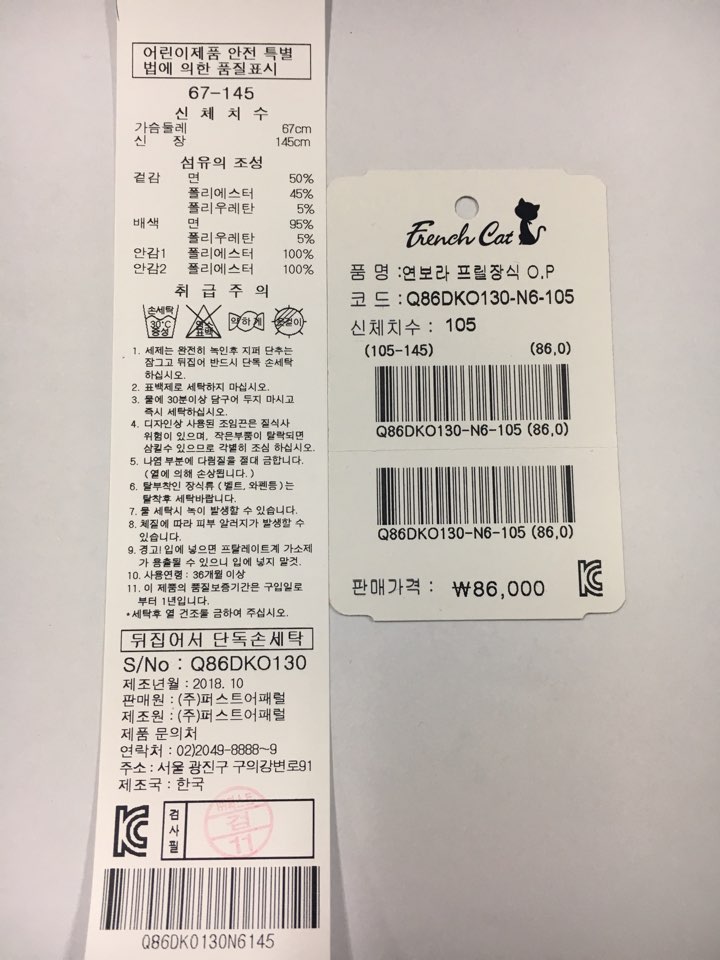 어린이제품 안전 특별
법에 의한 품질표시
67-145
신 체 치 수
가슴둘레 67cm
신 장 145cm
섬유의 조성
겉감 면 50%
폴리에스터 45%
폴리우레탄 5%
배색 면 95%
폴리우레탄 5%
안감1 폴리에스터 100%
안감2 폴리에스터 100%
취 급 주 의
손세탁
30°C
중성
염소
표백
약하게
옷걸이
1. 세제는 완전히 녹인후 지퍼 단추는
잠그고 뒤집어 반드시 단독 손세탁
하십시오.
2. 표백제로 세탁하지 마십시오.
3. 물에 30분이상 담구어 두지 마시고
즉시 세탁하십시오.
4. 디자인상 사용된 조임끈은 질식사
위험이 있으며, 작은부품이 탈락되면
삼킬수 있으므로 각별히 조심 하십시오.
5. 나염 부분에 다림질을 절대 금합니다.
(열에 의해 손상됩니다.)
6. 탈부착인 장식류 (벨트, 와펜등)는
탈착후 세탁바랍니다.
7. 물 세탁시 녹이 발생할 수 있습니다.
8. 체질에 따라 피부 알러지가 발생할 수
있습니다.
9. 경고! 입에 넣으면 프탈레이트계 가소제
가 용출될 수 있으니 입에 넣지 말것.
10. 사용연령 : 36개월 이상
11. 이 제품의 품질보증기간은 구입일로
부터 1년입니다.
*세탁후 열 건조를 금하여 주십시오.
뒤집어서 단독손세탁
S/No : Q86DKO130
제조년월 : 2018. 10
판매원 : (주)퍼스트어패럴
제조원 : (주)퍼스트어패럴
제품 문의처
연락처 : 02)2049-8888~9
주소 : 서울 광진구 구의강변로91
제조국 : 한국
검사필
검
11
Q86DKO130N6145
French Cat
품 명 :연보라 프릴장식 O.P
코 드 : Q86DKO130-N6-105
신체치수 : 105
(105-145) (86,0)
Q86DKO130-N6-105 (86,0)
Q86DKO130-N6-105 (86,0)
판매가격 : ₩86,000